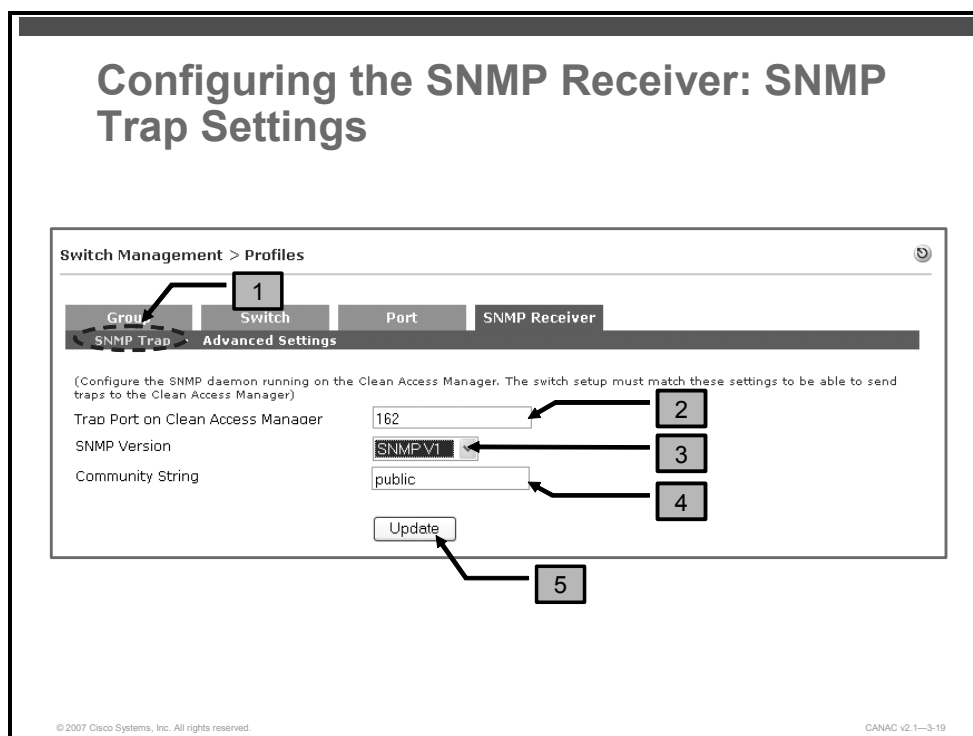 Configuring the SNMP Receiver: SNMP
Trap Settings
Switch Management > Profiles
1
Switch Port SNMP Receiver
SNMP Trap · Advanced Settings
(Configure the SNMP daemon running on the Clean Access Manager. The switch setup must match these settings to be able to send
traps to the Clean Access Manager)
Trap Port on Clean Access Manager 162
2
SNMP Version SNMP V1
3
Community String public
4
Update
5
© 2007 Cisco Systems, Inc. All rights reserved. CANAC v2.1—3-19